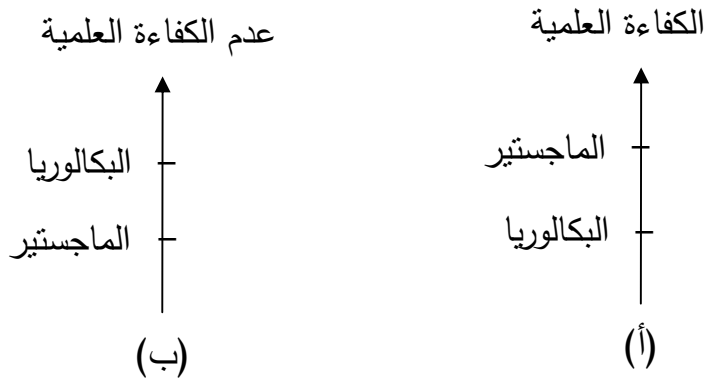 الكفاءة العلمية
الماجستير
البكالوريا
(أ)
عدم الكفاءة العلمية
البكالوريا
الماجستير
(ب)